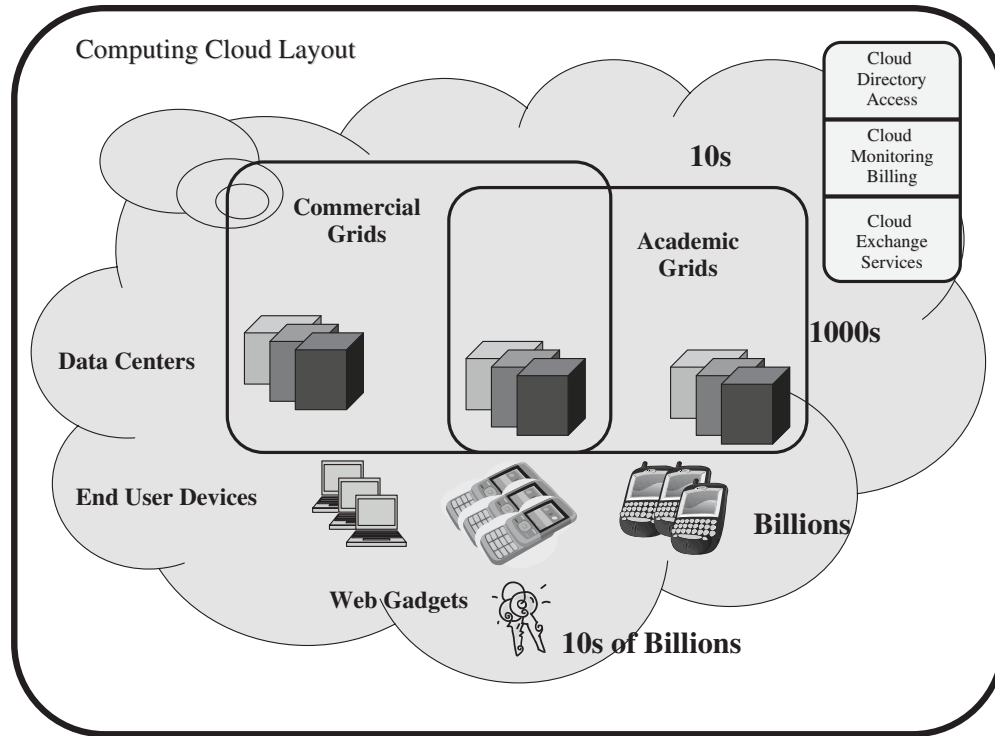 Computing Cloud Layout
Cloud
Directory
Access
Cloud
Monitoring
Billing
Cloud
Exchange
Services
10s
Commercial
Grids
Academic
Grids
1000s
Data Centers
End User Devices
Billions
Web Gadgets
10s of Billions